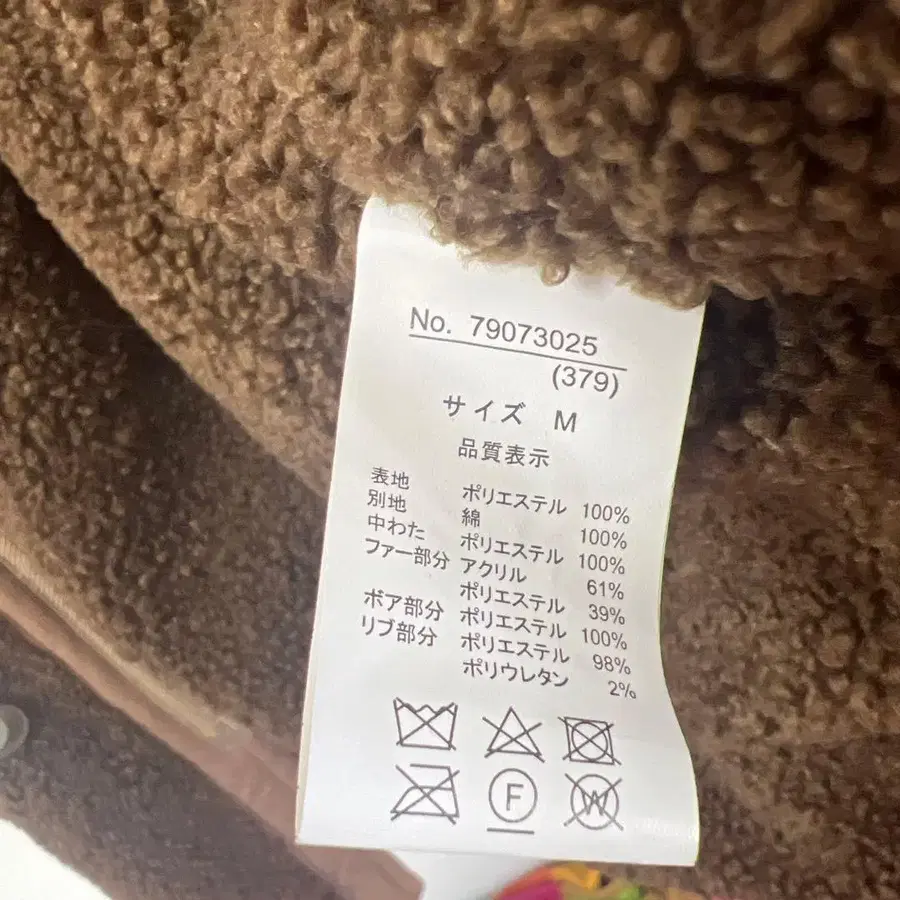 No. 79073025
(379)
サイズ M
品質表示
表地 ポリエステル 100%
別地 綿 100%
中わた ポリエステル 100%
ファー部分 アクリル 61%
ポリエステル 39%
ボア部分 ポリエステル 100%
リブ部分 ポリエステル 98%
ポリウレタン 2%
F W